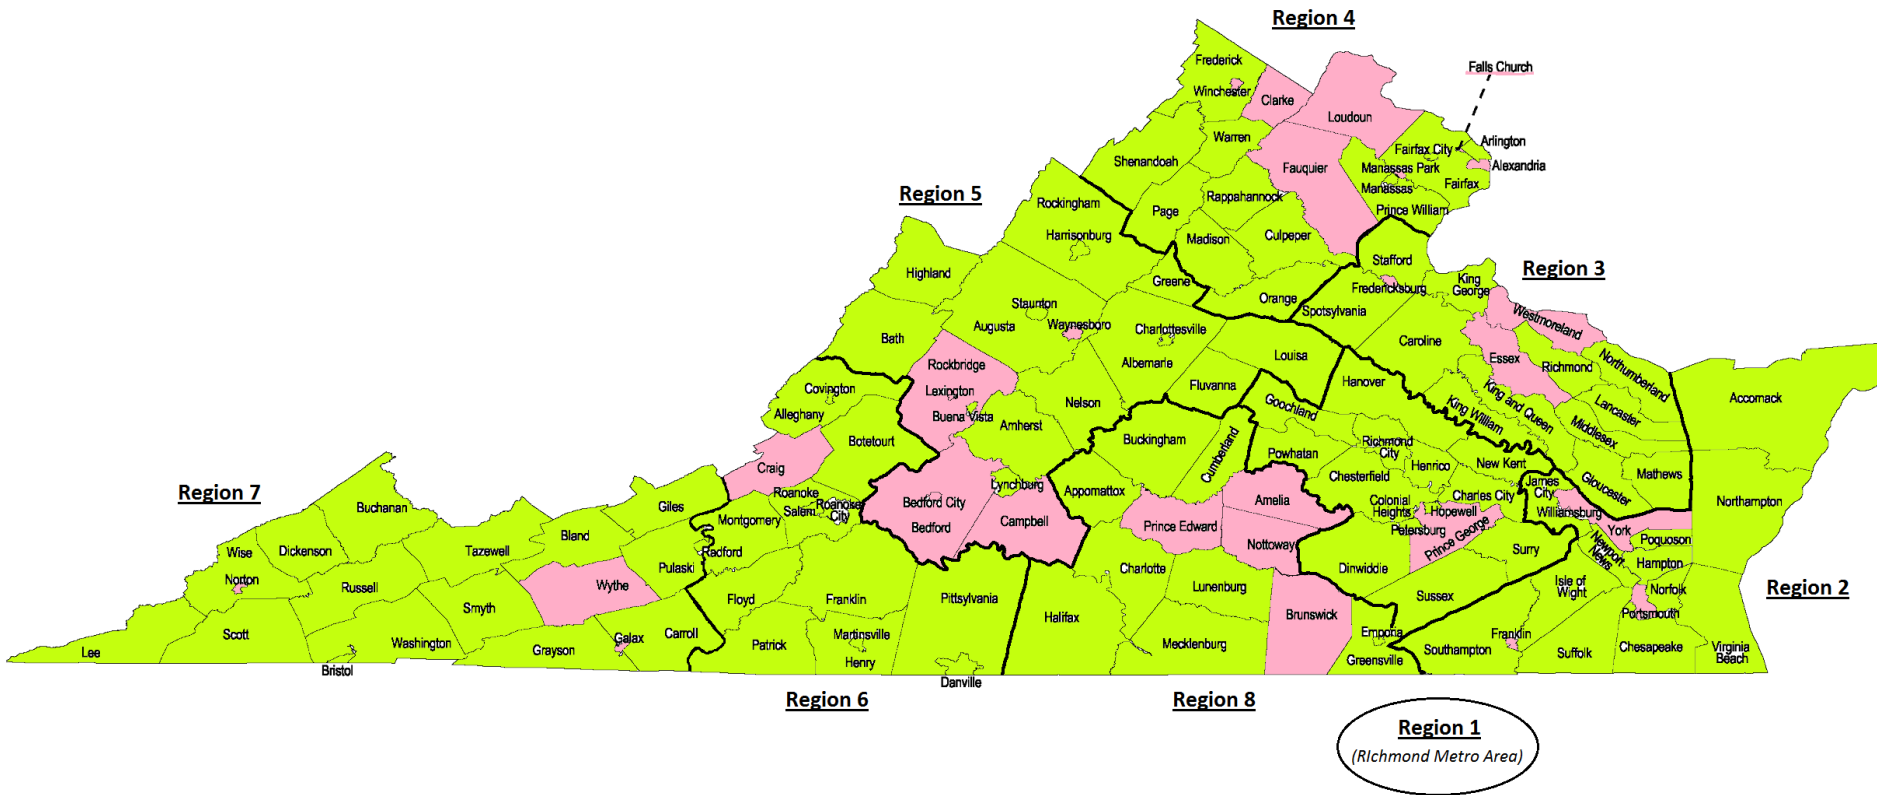 Region 4
Frederick
Falls Church
Winchester
Clarke
Loudoun
Warren
Arlington
Fairfax City
Shenandoah
Alexandria
Fauquier
Manassas Park
Fairfax
Manassas
Region 5
Rappahannock
Rockingham
Page
Prince William
Harrisonburg
Madison
Culpeper
Stafford
Region 3
Highland
Greene
King
George
Fredericksburg
Orange
Staunton
Spotsylvania
Westmoreland
Augusta
Waynesboro
Charlottesville
Bath
Caroline
Louisa
Essex
Rockbridge
Albemarle
Richmond
Northumberland
Hanover
Fluvanna
Covington
Lexington
Accomack
Nelson
Goochland
King William
King and Queen
Lancaster
Alleghany
Buena Vista
Amherst
Middlesex
Botetourt
Buckingham
Cumberland
Richmond
City
Powhatan
Henrico
New Kent
Craig
Chesterfield
Mathews
Region 7
Roanoke
Lynchburg
Appomattox
James
City
Gloucester
Buchanan
Giles
Salem
Roanoke
City
Bedford City
Amelia
Colonial
Heights
Charles City
Northampton
Hopewell
Williamsburg
Montgomery
Campbell
Prince Edward
Bedford
Petersburg
Prince George
York
Bland
Poquoson
Wise
Dickenson
Tazewell
Radford
Nottoway
Surry
Newport
News
Hampton
Pulaski
Charlotte
Dinwiddie
Norton
Russell
Wythe
Lunenburg
Isle of
Wight
Norfolk
Region 2
Smyth
Floyd
Franklin
Pittsylvania
Halifax
Brunswick
Sussex
Portsmouth
Scott
Washington
Galax
Carroll
Martinsville
Emporia
Franklin
Lee
Grayson
Patrick
Mecklenburg
Southampton
Suffolk
Chesapeake
Virginia
Beach
Henry
Greensville
Bristol
Danville
Region 6
Region 8
Region 1
(RIchmond Metro Area)